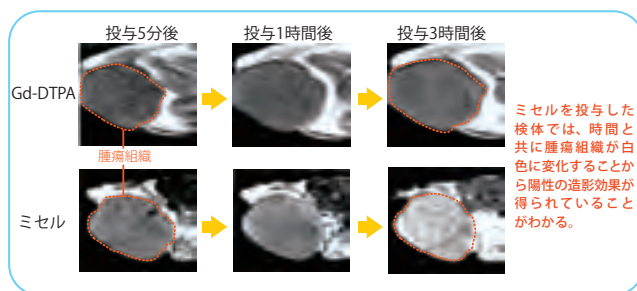 投与5分後
投与1時間後
投与3時間後
Gd-DTPA
腫瘍組織
ミセル
ミセルを投与した
検体では、時間と
共に腫瘍組織が白
色に変化することか
ら陽性の造影効果が
得られていること
がわかる。